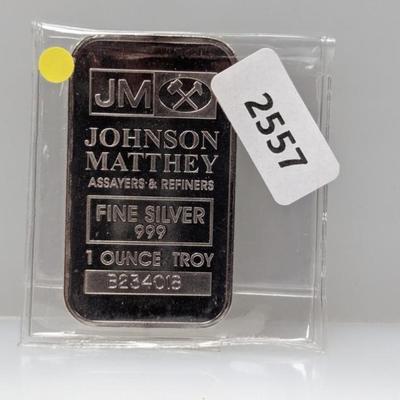 JM
JOHNSON
MATTHEY
ASSAYERS & REFINERS
FINE SILVER
999
1 OUNCE TROY
B234018
2557